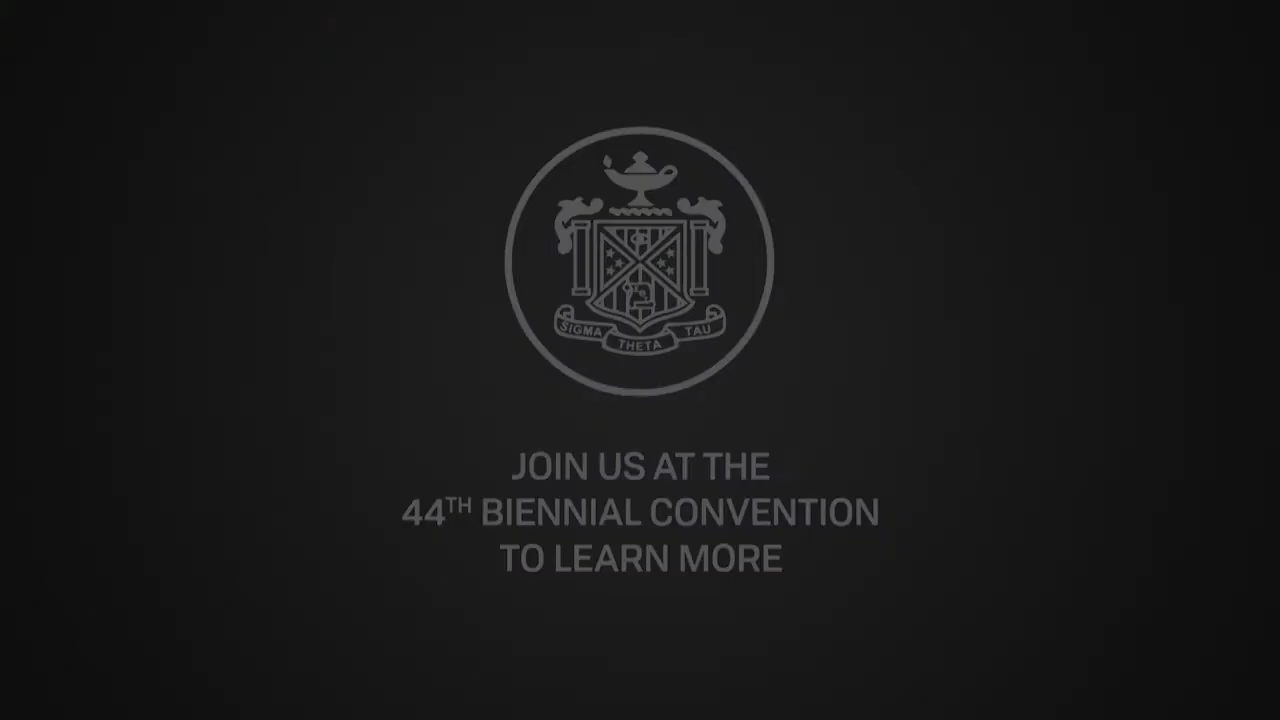 SIGMA THETA TAU
JOIN US AT THE
44TH BIENNIAL CONVENTION
TO LEARN MORE